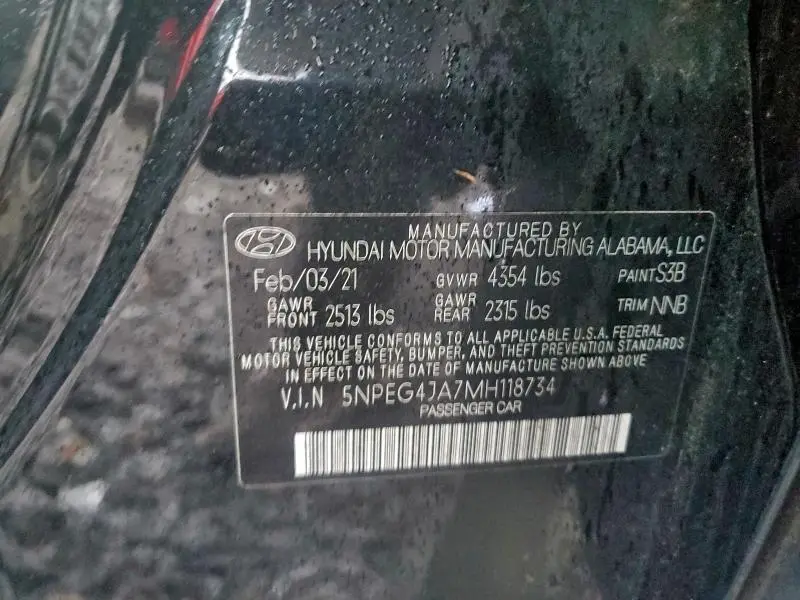 MANUFACTURED BY
HYUNDAI MOTOR MANUFACTURING ALABAMA, LLC
Feb/03/21 GVWR 4354 lbs PAINT S3B
GAWR FRONT 2513 lbs GAWR REAR 2315 lbs TRIM NNB
THIS VEHICLE CONFORMS TO ALL APPLICABLE U.S.A. FEDERAL
MOTOR VEHICLE SAFETY, BUMPER, AND THEFT PREVENTION STANDARDS
IN EFFECT ON THE DATE OF MANUFACTURE SHOWN ABOVE
V.I.N 5NPEG4JA7MH118734
PASSENGER CAR